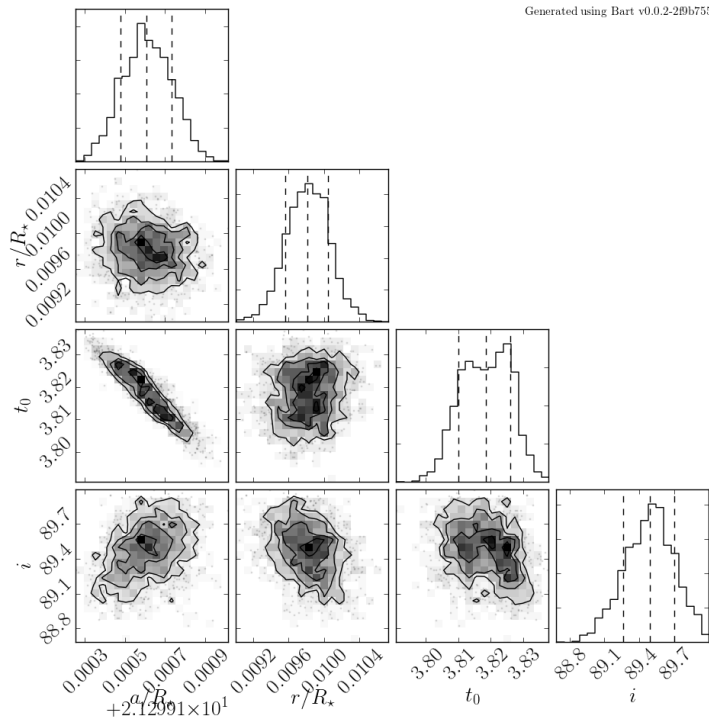 Generated using Bart v0.0.2-2f9b755
r/R⋆
0.0104
0.0100
0.0096
0.0092
t₀
3.83
3.82
3.81
3.80
i
89.7
89.4
89.1
88.8
0.0003 0.0005 0.0007 0.0009
a/R⋆
+2.12991×10¹
0.0092 0.0096 0.0100 0.0104
r/R⋆
3.80 3.81 3.82 3.83
t₀
88.8 89.1 89.4 89.7
i